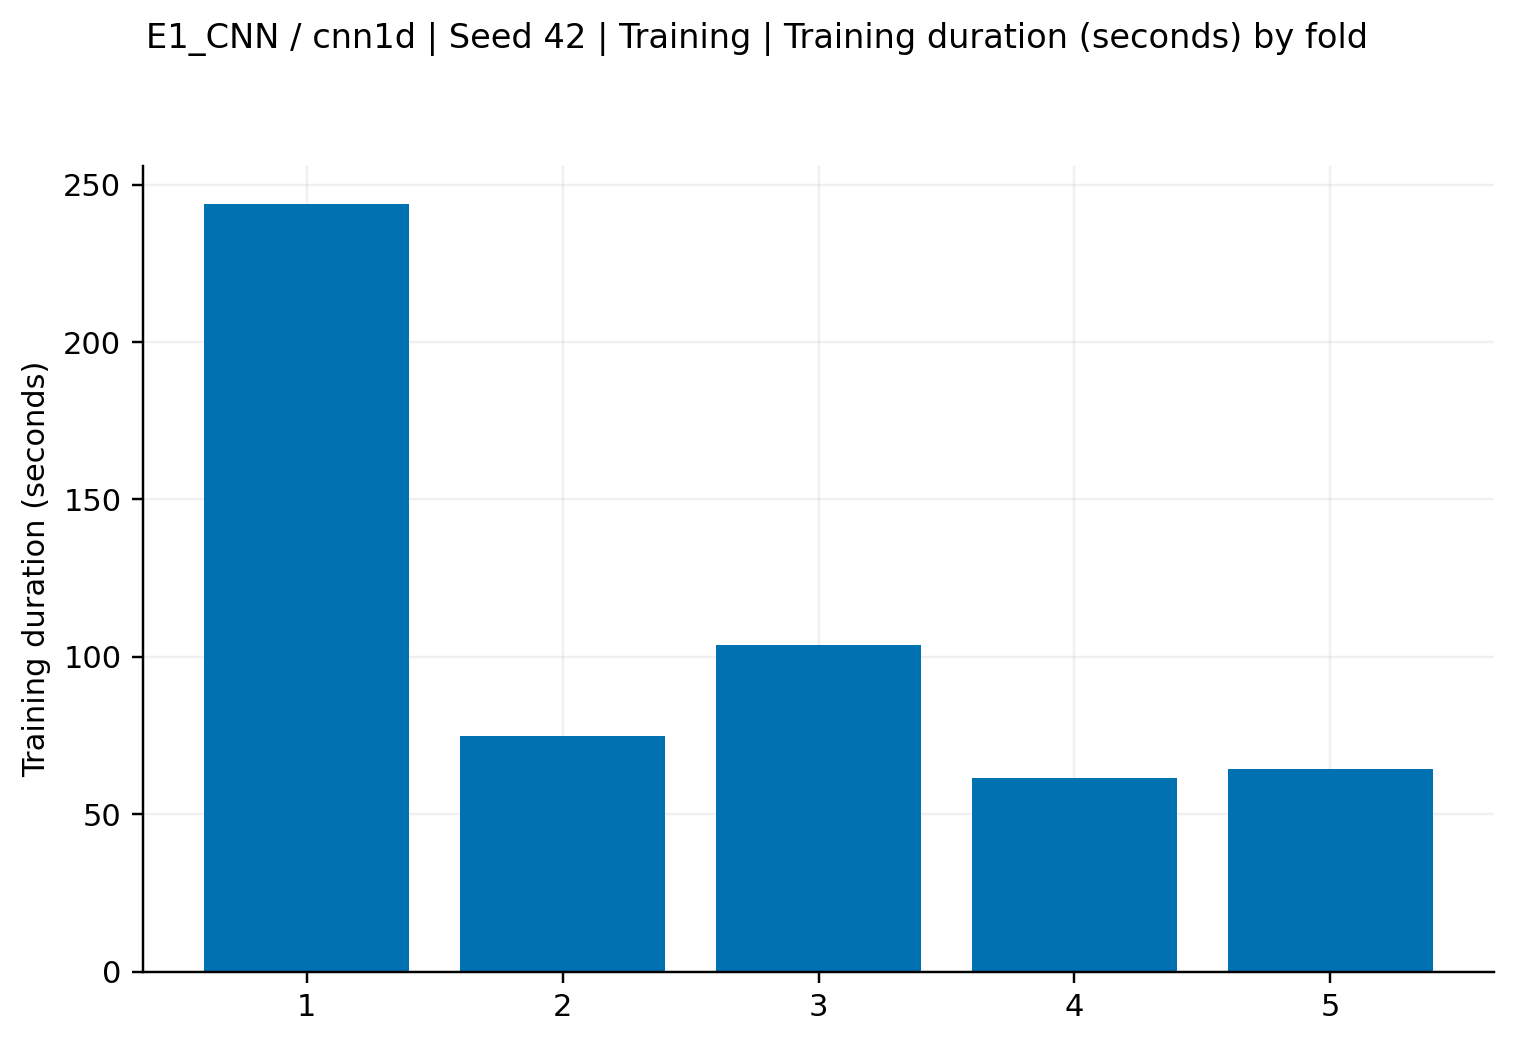 E1_CNN / cnn1d | Seed 42 | Training | Training duration (seconds) by fold
Training duration (seconds)
250
200
150
100
50
0
1 2 3 4 5